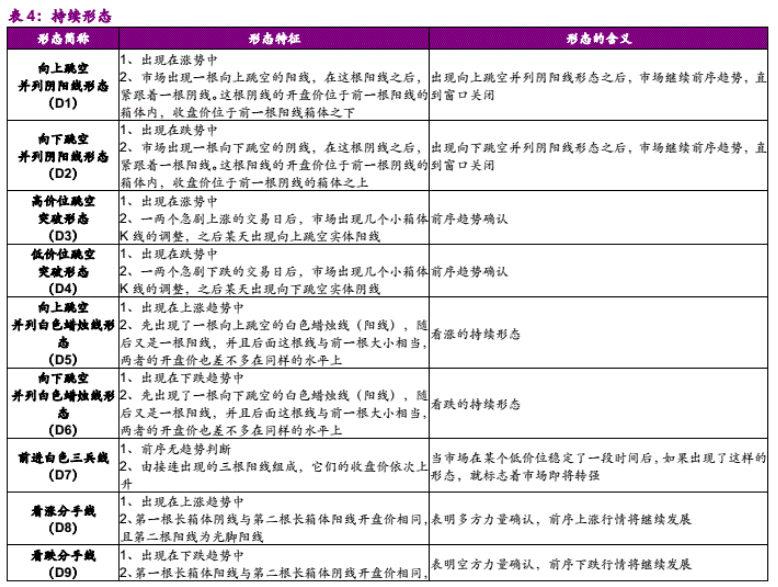 表 4：持续形态
形态简称 形态特征 形态的含义
向上跳空
并列阴阳线形态
（D1）
1、出现在涨势中
2、市场出现一根向上跳空的阳线，在这根阳线之后，
紧跟着一根阴线。这根阴线的开盘价位于前一根阳线的
箱体内，收盘价位于前一根阳线箱体之下
出现向上跳空并列阴阳线形态之后，市场继续前序趋势，直
到窗口关闭
向下跳空
并列阴阳线形态
（D2）
1、出现在跌势中
2、市场出现一根向下跳空的阴线，在这根阴线之后，
紧跟着一根阳线。这根阳线的开盘价位于前一根阴线的
箱体内，收盘价位于前一根阴线的箱体之上
出现向下跳空并列阴阳线形态之后，市场继续前序趋势，直
到窗口关闭
高价位跳空
突破形态
（D3）
1、出现在涨势中
2、一两个急剧上涨的交易日后，市场出现几个小箱体
K 线的调整，之后某天出现向上跳空实体阳线
前序趋势确认
低价位跳空
突破形态
（D4）
1、出现在跌势中
2、一两个急剧下跌的交易日后，市场出现几个小箱体
K 线的调整，之后某天出现向下跳空实体阴线
前序趋势确认
向上跳空
并列白色蜡烛线形
态
（D5）
1、出现在上涨趋势中
2、先出现了一根向上跳空的白色蜡烛线（阳线），随
后又是一根阳线，并且后面这根线与前一根大小相当，
两者的开盘价也差不多在同样的水平上
看涨的持续形态
向下跳空
并列白色蜡烛线形
态
（D6）
1、出现在下跌趋势中
2、先出现了一根向下跳空的白色蜡烛线（阳线），随
后又是一根阳线，并且后面这根线与前一根大小相当，
两者的开盘价也差不多在同样的水平上
看跌的持续形态
前进白色三兵线
（D7）
1、前序无趋势判断
2、由接连出现的三根阳线组成，它们的收盘价依次上
升
当市场在某个低价位稳定了一段时间后，如果出现了这样的
形态，就标志着市场即将转强
看涨分手线
（D8）
1、出现在上涨趋势中
2、第一根长箱体阴线与第二根长箱体阳线开盘价相同，
且第二根阳线为光脚阳线
表明多方力量确认，前序上涨行情将继续发展
看跌分手线
（D9）
1、出现在下跌趋势中
2、第一根长箱体阳线与第二根长箱体阴线开盘价相同，
表明空方力量确认，前序下跌行情将继续发展